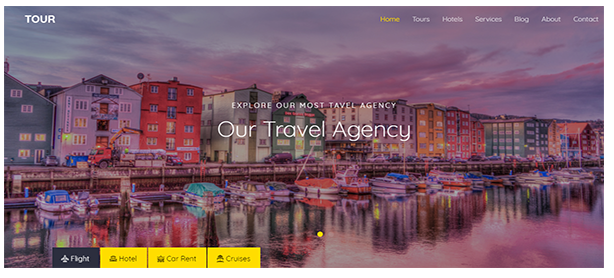 TOUR
Home Tours Hotels Services Blog About Contact
EXPLORE OUR MOST TAVEL AGENCY
Our Travel Agency
Flight Hotel Car Rent Cruises